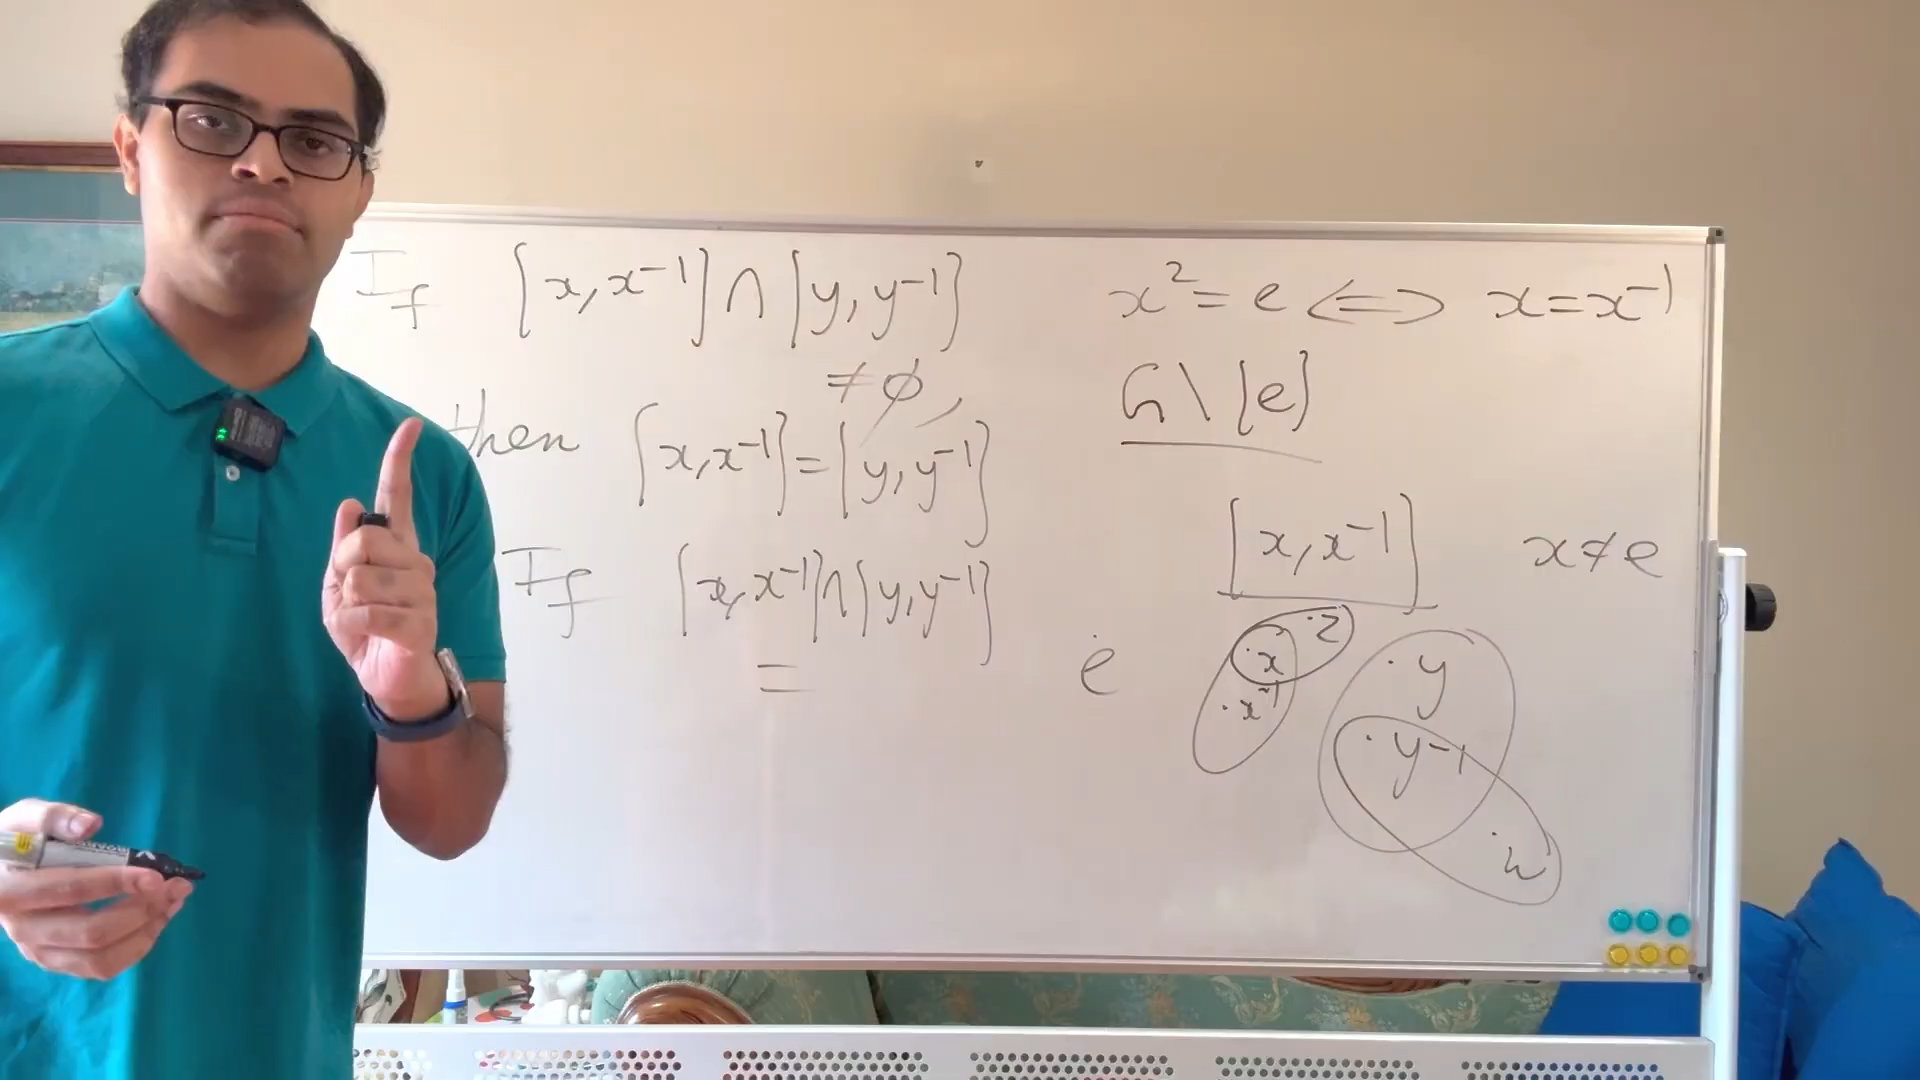 If {x, x⁻¹} ∩ {y, y⁻¹}
≠ φ
then {x, x⁻¹} = {y, y⁻¹}
If {x, x⁻¹} ∩ {y, y⁻¹}
=
x² = e <=> x = x⁻¹
G \ {e}
{x, x⁻¹} x ≠ e
e
x z
x⁻¹
y
y⁻¹
w